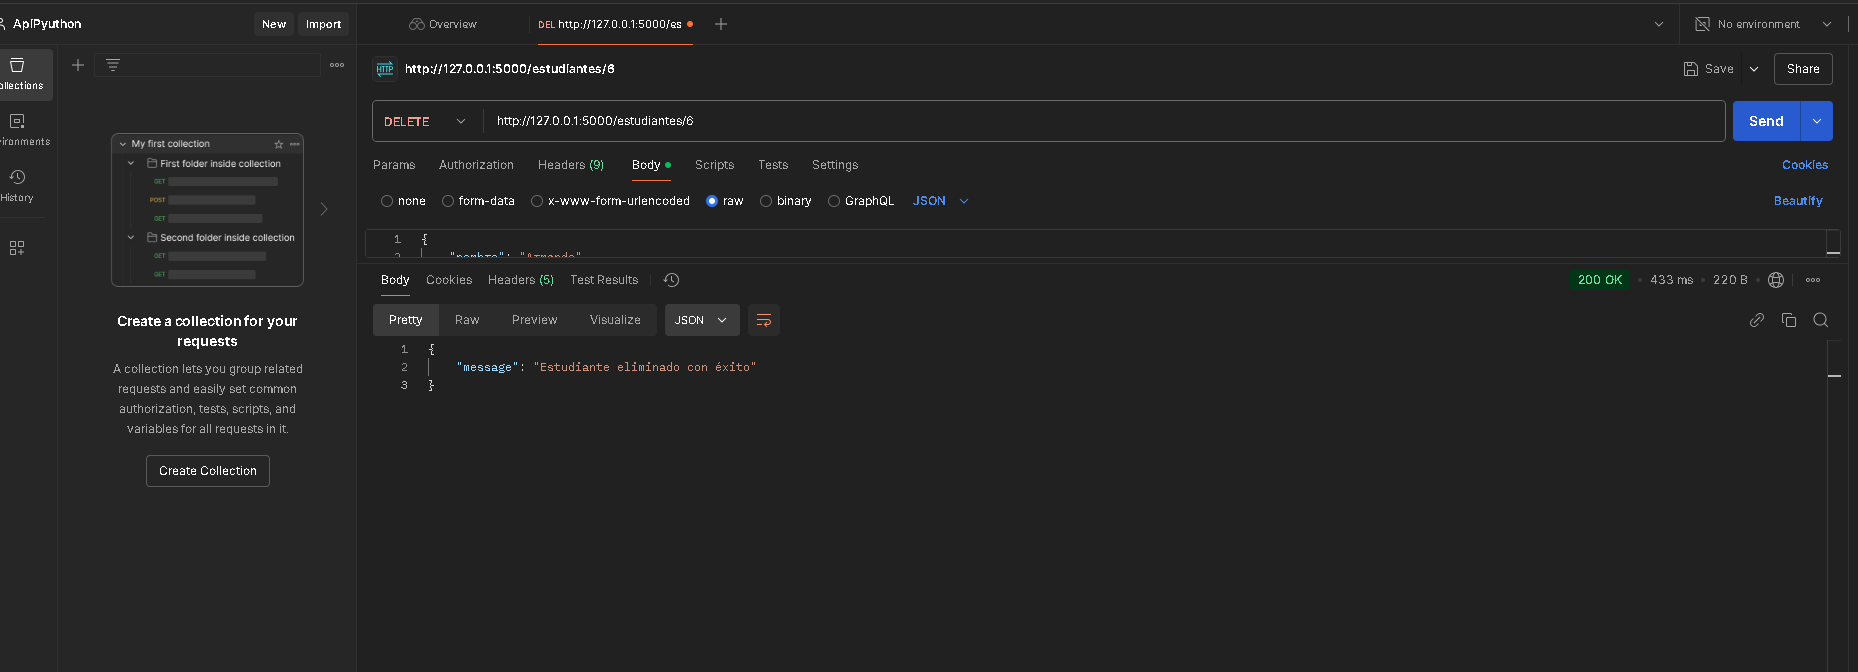 ApiPyuthon
New
Import
Overview
DEL http://127.0.0.1:5000/es
No environment
ollections
http://127.0.0.1:5000/estudiantes/6
Save
Share
DELETE
http://127.0.0.1:5000/estudiantes/6
Send
ironments
Params
Authorization
Headers (9)
Body
Scripts
Tests
Settings
Cookies
History
none
form-data
x-www-form-urlencoded
raw
binary
GraphQL
JSON
Beautify
My first collection
First folder inside collection
GET
POST
GET
Second folder inside collection
GET
GET
1 {
Body
Cookies
Headers (5)
Test Results
200 OK
433 ms
220 B
Pretty
Raw
Preview
Visualize
JSON
1 {
2 "message": "Estudiante eliminado con éxito"
3 }
Create a collection for your
requests
A collection lets you group related
requests and easily set common
authorization, tests, scripts, and
variables for all requests in it.
Create Collection